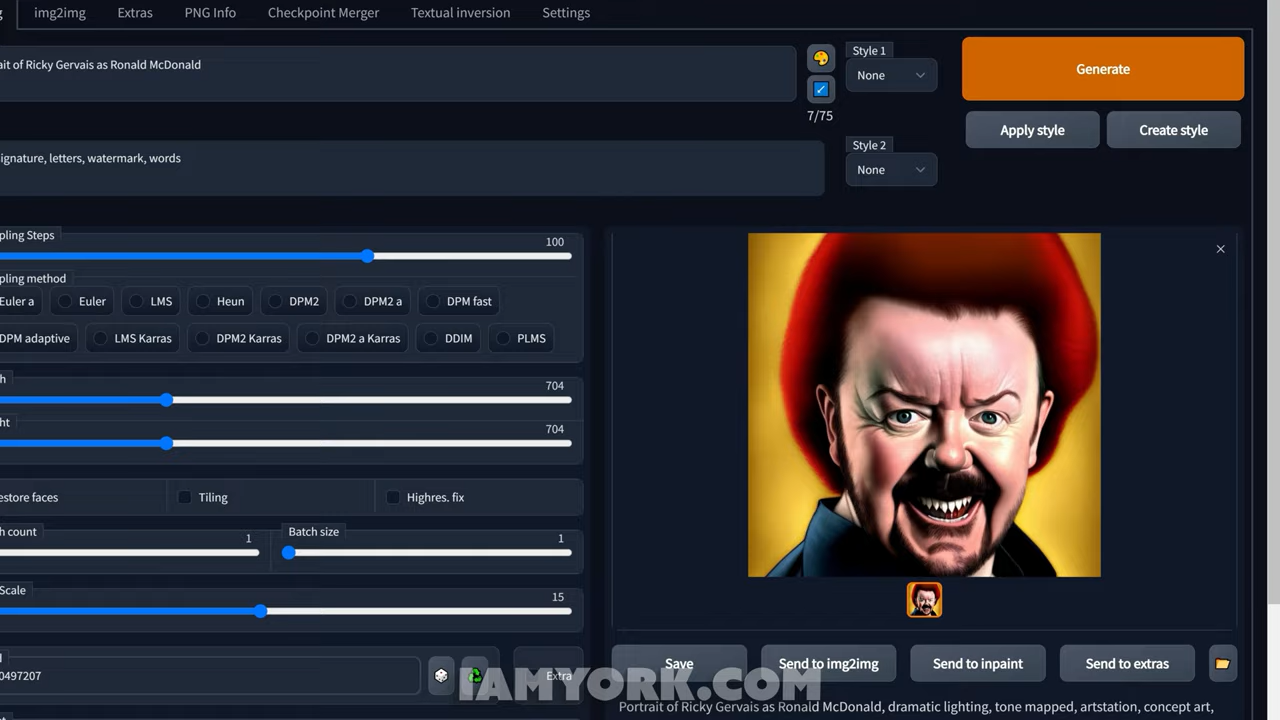 img2img Extras PNG Info Checkpoint Merger Textual inversion Settings
ait of Ricky Gervais as Ronald McDonald
Style 1
None
Generate
7/75
Apply style Create style
ignature, letters, watermark, words
Style 2
None
pling Steps 100
pling method
Euler a Euler LMS Heun DPM2 DPM2 a DPM fast
DPM adaptive LMS Karras DPM2 Karras DPM2 a Karras DDIM PLMS
h 704
ht 704
estore faces Tiling Highres. fix
h count 1 Batch size 1
Scale 15
0497207 Extra
Save Send to img2img Send to inpaint Send to extras
IAMYORK.COM
Portrait of Ricky Gervais as Ronald McDonald, dramatic lighting, tone mapped, artstation, concept art,